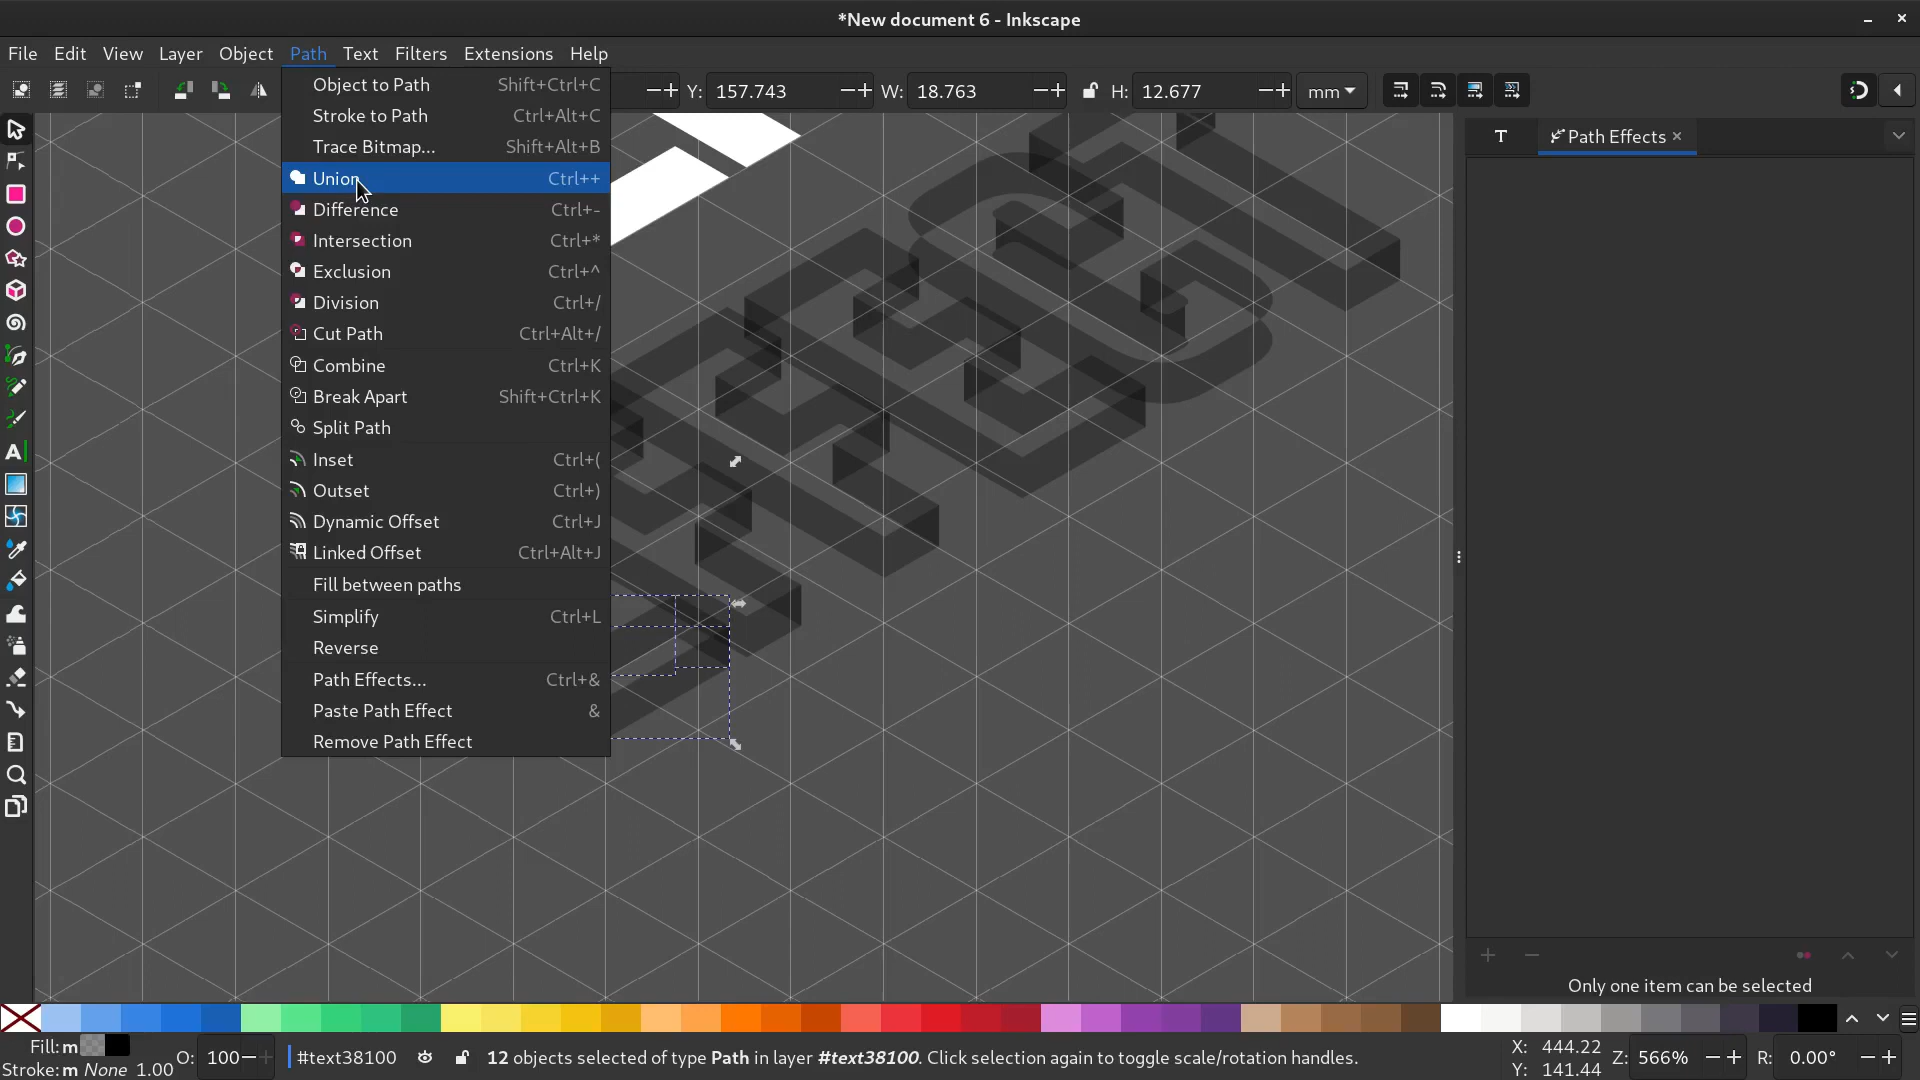 *New document 6 - Inkscape
File Edit View Layer Object Path Text Filters Extensions Help
Y: 157.743 W: 18.763 H: 12.677 mm
Object to Path Shift+Ctrl+C
Stroke to Path Ctrl+Alt+C
Trace Bitmap... Shift+Alt+B
Union Ctrl++
Difference Ctrl+-
Intersection Ctrl+*
Exclusion Ctrl+^
Division Ctrl+/
Cut Path Ctrl+Alt+/
Combine Ctrl+K
Break Apart Shift+Ctrl+K
Split Path
Inset Ctrl+(
Outset Ctrl+)
Dynamic Offset Ctrl+J
Linked Offset Ctrl+Alt+J
Fill between paths
Simplify Ctrl+L
Reverse
Path Effects... Ctrl+&
Paste Path Effect &
Remove Path Effect
T Path Effects
Only one item can be selected
Fill: m O: 100 #text38100 12 objects selected of type Path in layer #text38100. Click selection again to toggle scale/rotation handles. X: 444.22 Z: 566% R: 0.00°
Stroke: m None 1.00 Y: 141.44